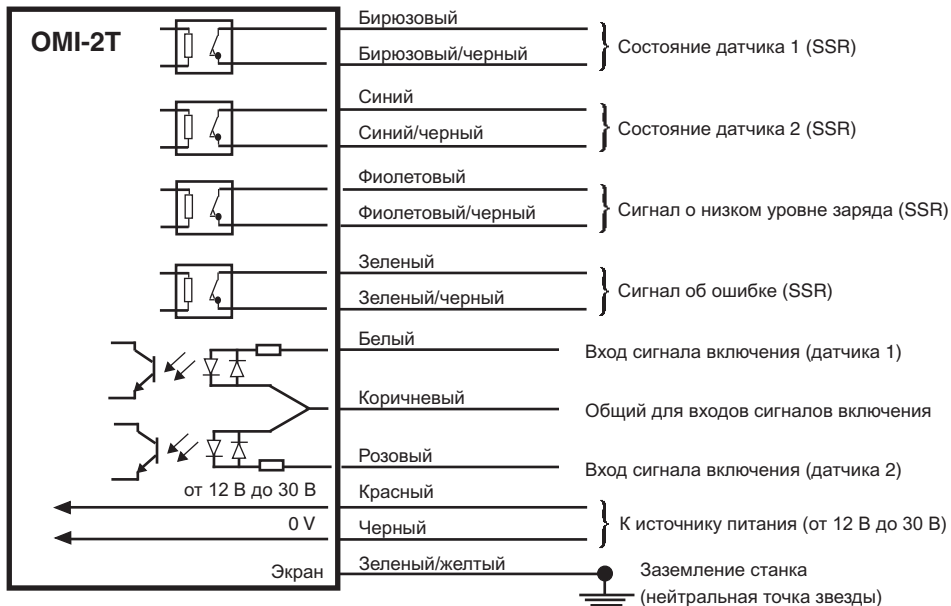 OMI-2T
Бирюзовый
Бирюзовый/черный
Состояние датчика 1 (SSR)
Синий
Синий/черный
Состояние датчика 2 (SSR)
Фиолетовый
Фиолетовый/черный
Сигнал о низком уровне заряда (SSR)
Зеленый
Зеленый/черный
Сигнал об ошибке (SSR)
Белый
Вход сигнала включения (датчика 1)
Коричневый
Общий для входов сигналов включения
Розовый
Вход сигнала включения (датчика 2)
от 12 В до 30 В
Красный
0 V
Черный
К источнику питания (от 12 В до 30 В)
Экран
Зеленый/желтый
Заземление станка
(нейтральная точка звезды)